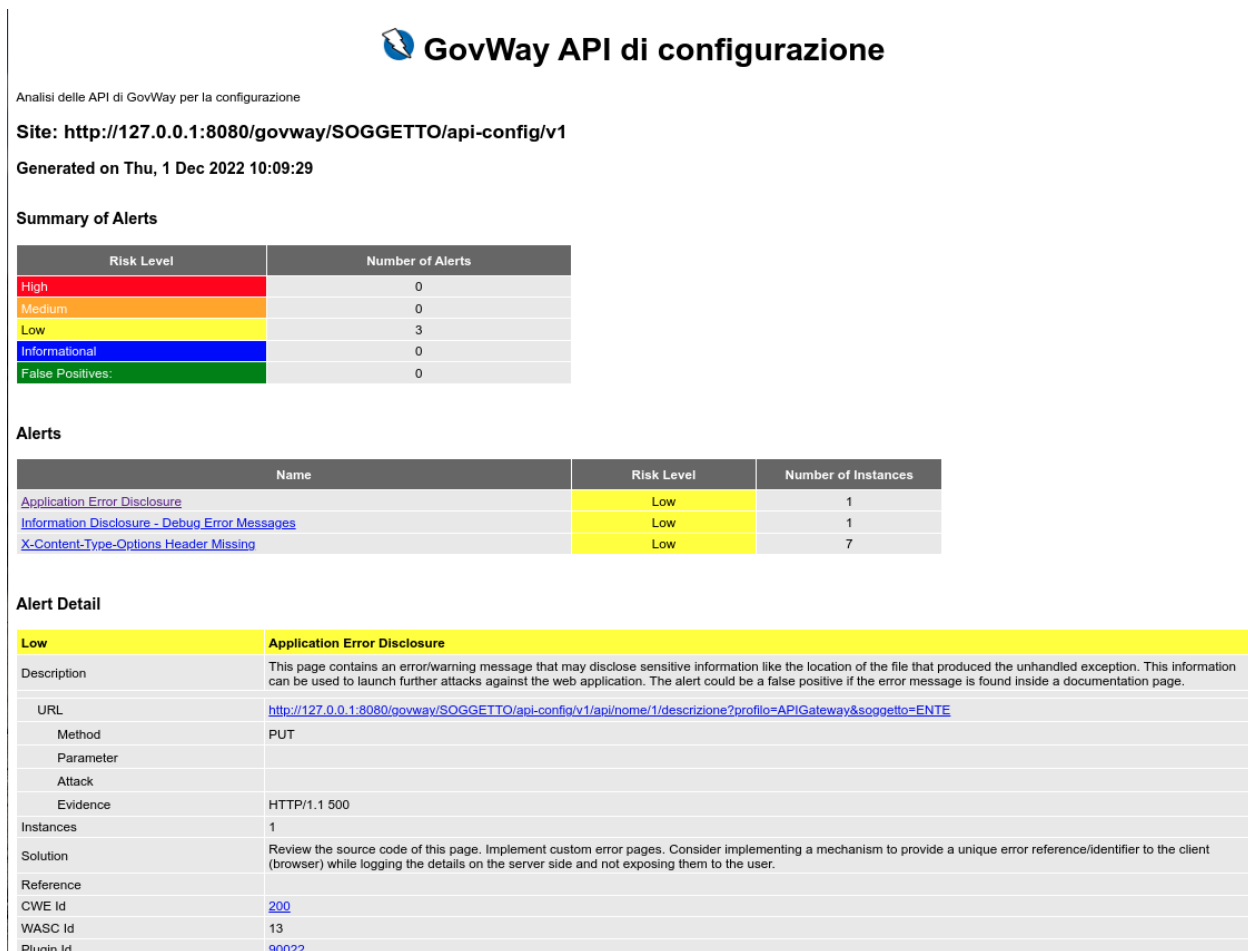 GovWay API di configurazione
Analisi delle API di GovWay per la configurazione
Site: http://127.0.0.1:8080/govway/SOGGETTO/api-config/v1
Generated on Thu, 1 Dec 2022 10:09:29
Summary of Alerts
Risk Level Number of Alerts
High 0
Medium 0
Low 3
Informational 0
False Positives: 0
Alerts
Name Risk Level Number of Instances
Application Error Disclosure Low 1
Information Disclosure - Debug Error Messages Low 1
X-Content-Type-Options Header Missing Low 7
Alert Detail
Low Application Error Disclosure
Description This page contains an error/warning message that may disclose sensitive information like the location of the file that produced the unhandled exception. This information
can be used to launch further attacks against the web application. The alert could be a false positive if the error message is found inside a documentation page.
URL http://127.0.0.1:8080/govway/SOGGETTO/api-config/v1/api/nome/1/descrizione?profilo=APIGateway&soggetto=ENTE
Method PUT
Parameter
Attack
Evidence HTTP/1.1 500
Instances 1
Solution Review the source code of this page. Implement custom error pages. Consider implementing a mechanism to provide a unique error reference/identifier to the client
(browser) while logging the details on the server side and not exposing them to the user.
Reference
CWE Id 200
WASC Id 13
Plugin Id 90022